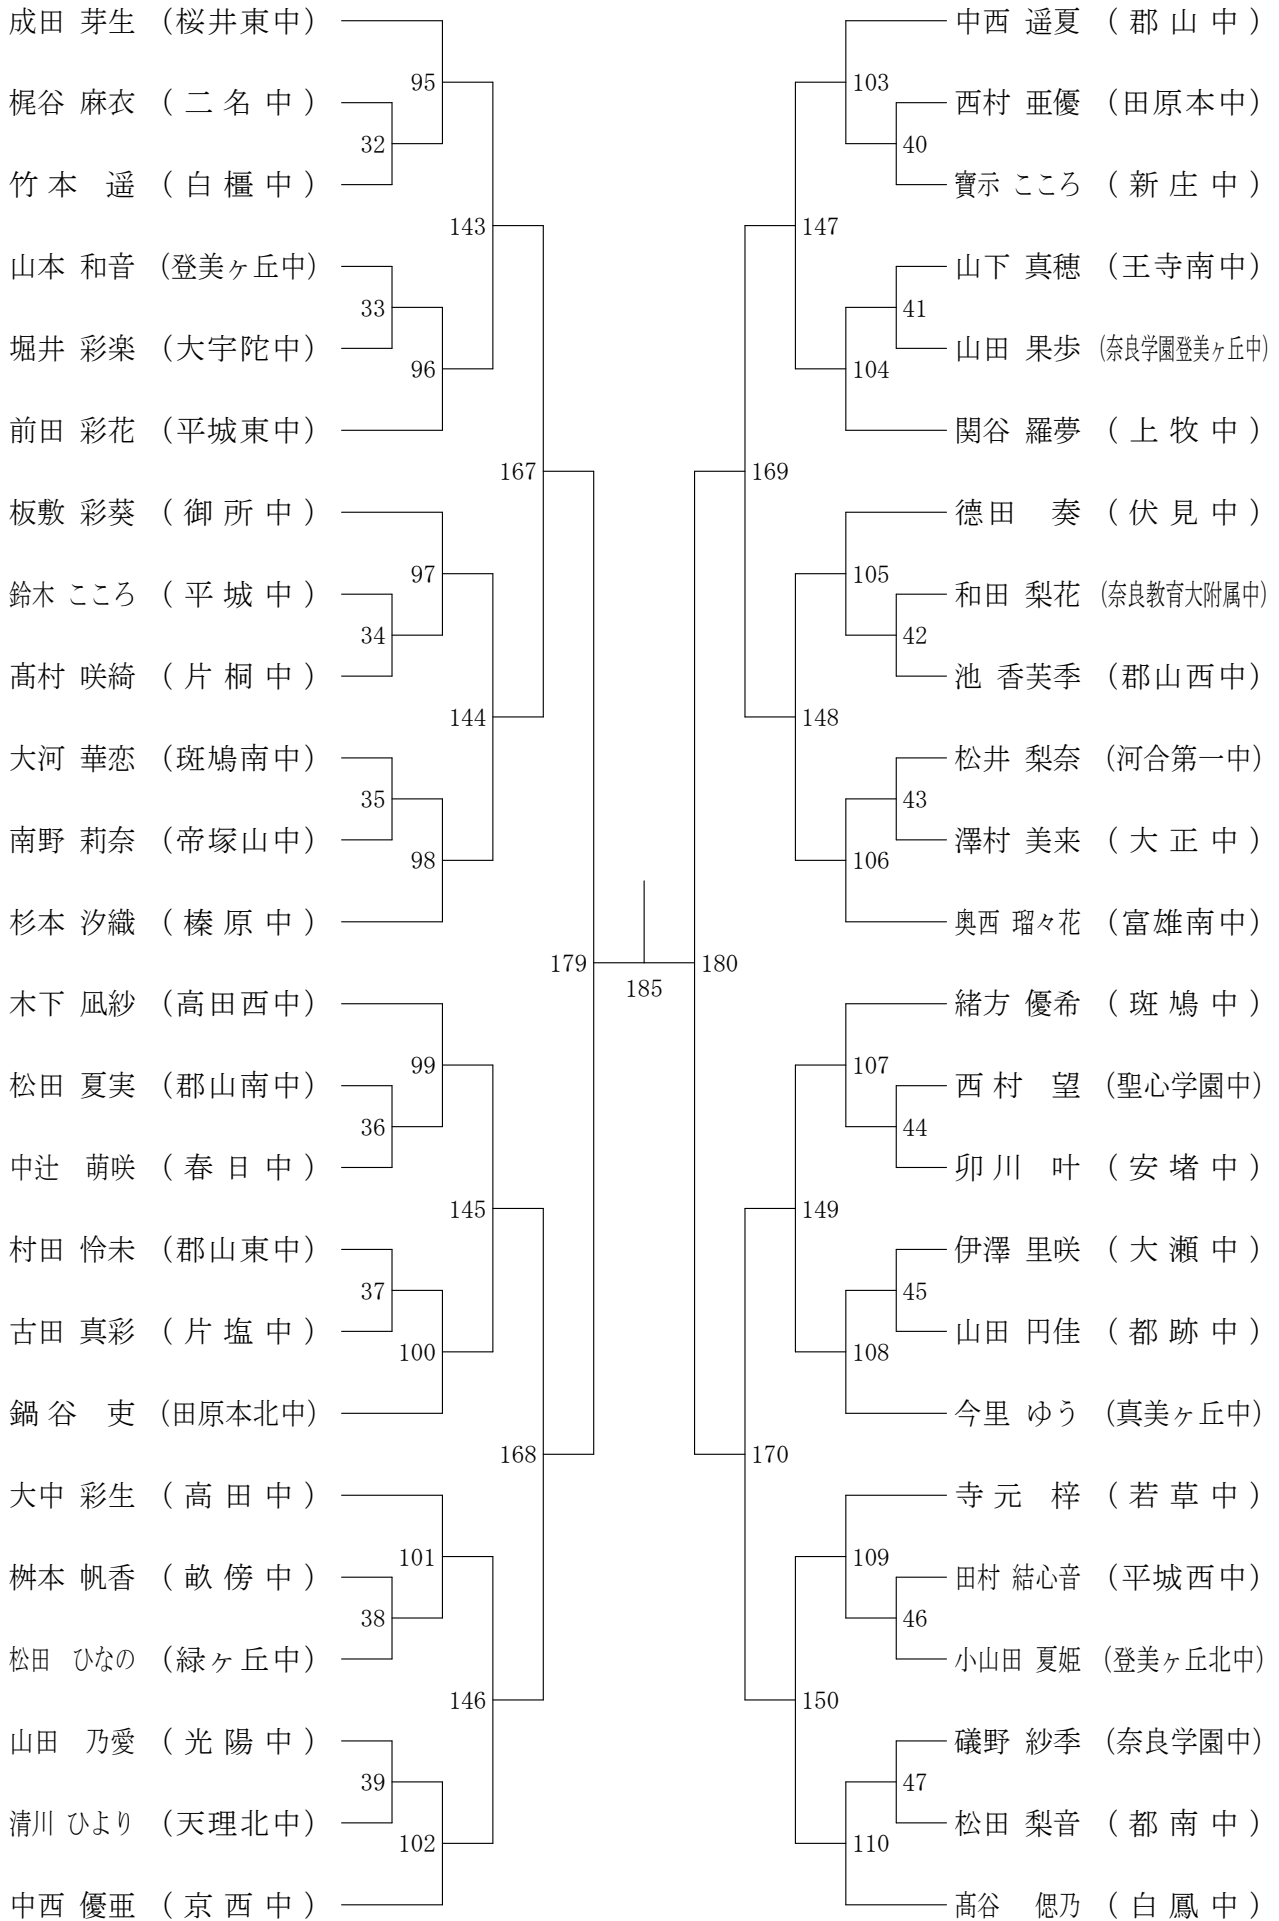 成田 芽生 (桜井東中)
95
梶谷 麻衣 (二名中)
32
竹本 遥 (白橿中)
143
山本 和音 (登美ヶ丘中)
33
堀井 彩楽 (大宇陀中)
96
前田 彩花 (平城東中)
167
板敷 彩葵 (御所中)
97
鈴木 こころ (平城中)
34
髙村 咲綺 (片桐中)
144
大河 華恋 (斑鳩南中)
35
南野 莉奈 (帝塚山中)
98
杉本 汐織 (榛原中)
179
木下 凪紗 (高田西中)
99
松田 夏実 (郡山南中)
36
中辻 萌咲 (春日中)
145
村田 怜未 (郡山東中)
37
古田 真彩 (片塩中)
100
鍋谷 吏 (田原本北中)
168
大中 彩生 (高田中)
101
桝本 帆香 (畝傍中)
38
松田 ひなの (緑ヶ丘中)
146
山田 乃愛 (光陽中)
39
清川 ひより (天理北中)
102
中西 優亜 (京西中)
185
中西 遥夏 (郡山中)
103
西村 亜優 (田原本中)
40
寶示 こころ (新庄中)
147
山下 真穂 (王寺南中)
41
山田 果歩 (奈良学園登美ヶ丘中)
104
関谷 羅夢 (上牧中)
169
德田 奏 (伏見中)
105
和田 梨花 (奈良教育大附属中)
42
池 香芙季 (郡山西中)
148
松井 梨奈 (河合第一中)
43
澤村 美来 (大正中)
106
奥西 瑠々花 (富雄南中)
180
緒方 優希 (斑鳩中)
107
西村 望 (聖心学園中)
44
卯川 叶 (安堵中)
149
伊澤 里咲 (大瀬中)
45
山田 円佳 (都跡中)
108
今里 ゆう (真美ヶ丘中)
170
寺元 梓 (若草中)
109
田村 結心音 (平城西中)
46
小山田 夏姫 (登美ヶ丘北中)
150
礒野 紗季 (奈良学園中)
47
松田 梨音 (都南中)
110
髙谷 偲乃 (白鳳中)